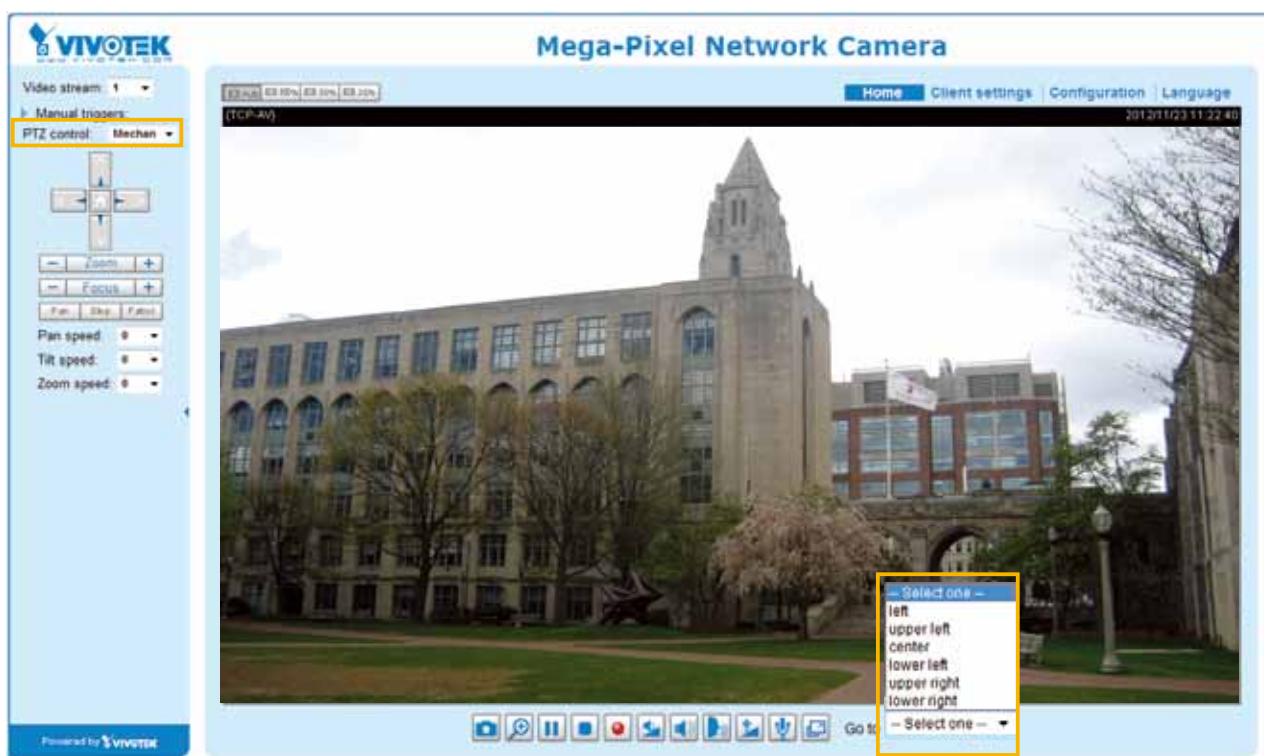 VIVOTEK
www.vivotek.com
Mega-Pixel Network Camera
Video stream: 1
Manual triggers:
PTZ control: Mechan
Zoom
Focus
Pan Stop Patrol
Pan speed: 0
Tilt speed: 0
Zoom speed: 0
Home Client settings Configuration Language
(TCP-AV) 2012/11/23 11:22:40
-- Select one --
left
upper left
center
lower left
upper right
lower right
Go to -- Select one --
Powered by VIVOTEK